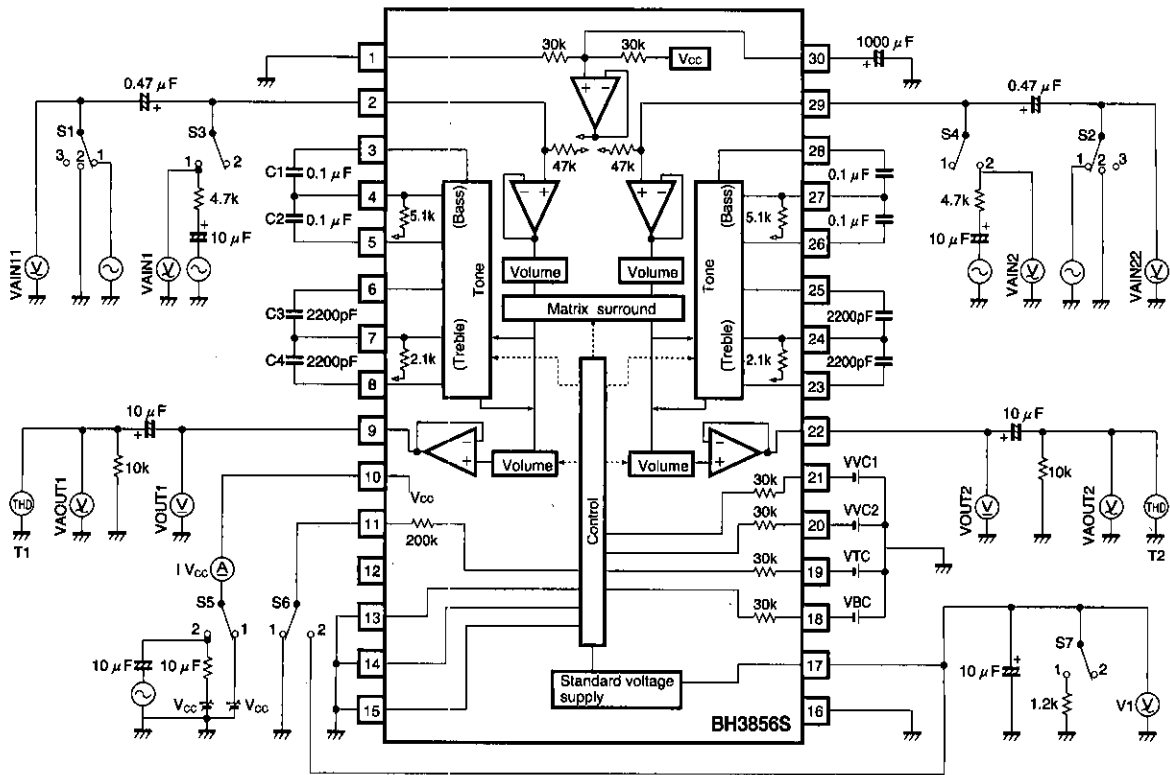 30k
30k
Vcc
1
30
1000 μF
+
0.47 μF
+
2
29
0.47 μF
+
S1
3
2
1
S3
1
2
4.7k
+
10 μF
VAIN11
V
VAIN1
V
3
C1
0.1 μF
4
C2
0.1 μF
5
5.1k
6
C3
2200pF
7
C4
2200pF
8
2.1k
(Bass)
Tone
(Treble)
+ -
47k
47k
- +
+ -
Volume
Volume
Matrix surround
(Bass)
Tone
(Treble)
28
0.1 μF
27
0.1 μF
26
5.1k
25
2200pF
24
2200pF
23
2.1k
S4
1
2
4.7k
+
10 μF
VAIN2
V
S2
1
2
3
VAIN22
V
10 μF
+
9
10k
THD
T1
VAOUT1
V
VOUT1
V
-
+
Volume
Volume
-
+
22
10 μF
+
10k
VOUT2
V
VAOUT2
V
THD
T2
10
Vcc
11
200k
12
13
14
15
Control
30k
21
VVC1
30k
20
VVC2
30k
19
VTC
30k
18
VBC
17
16
Standard voltage
supply
BH3856S
I Vcc
A
S5
2
1
10 μF
10 μF
Vcc
Vcc
S6
1
2
10 μF
+
S7
1
2
1.2k
V1
V